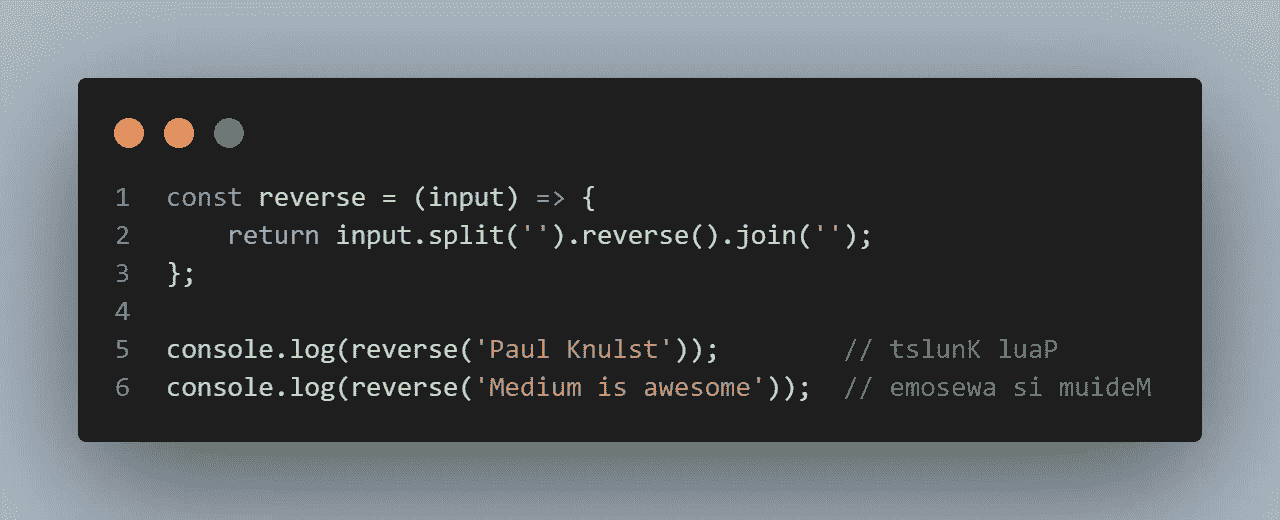 1 const reverse = (input) => {
2     return input.split('').reverse().join('');
3 };
4
5 console.log(reverse('Paul Knulst'));        // tslunK luaP
6 console.log(reverse('Medium is awesome'));  // emosewa si muideM